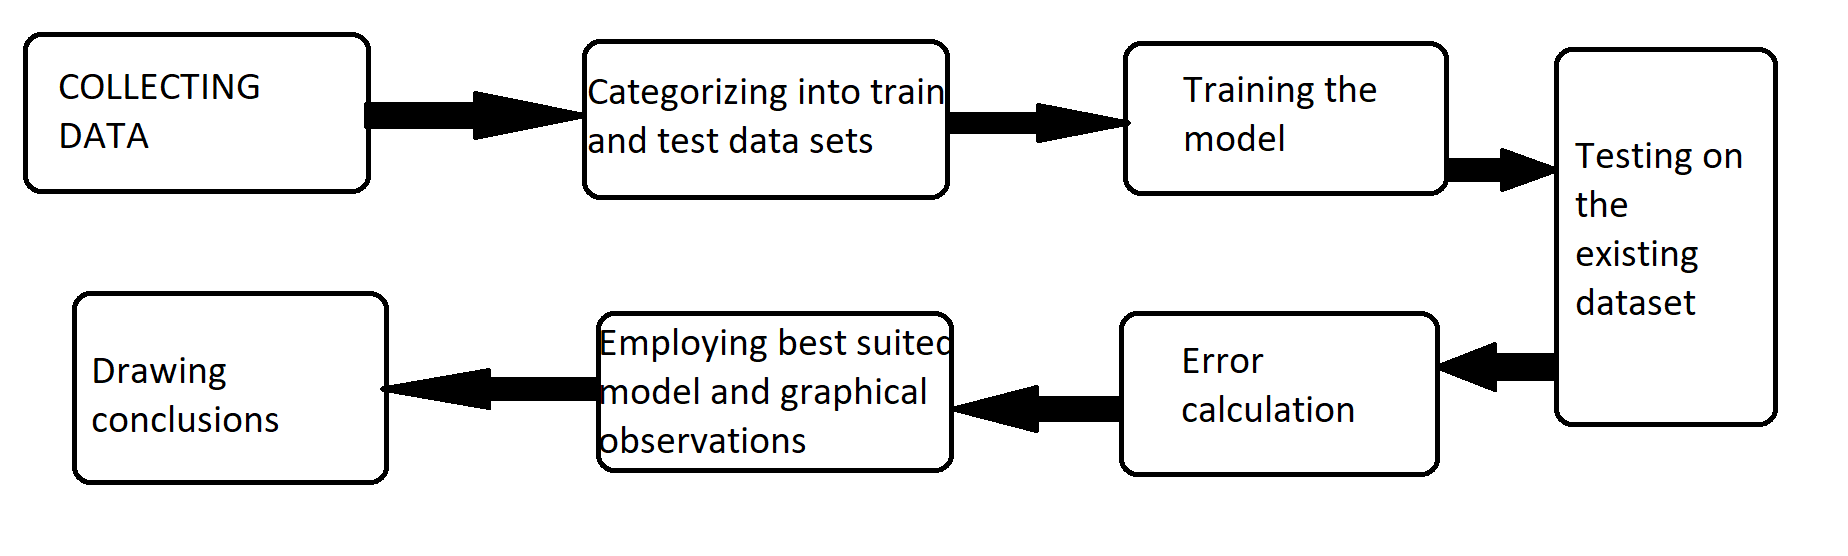 COLLECTING
DATA
Categorizing into train
and test data sets
Training the
model
Testing on
the
existing
dataset
Error
calculation
Employing best suited
model and graphical
observations
Drawing
conclusions